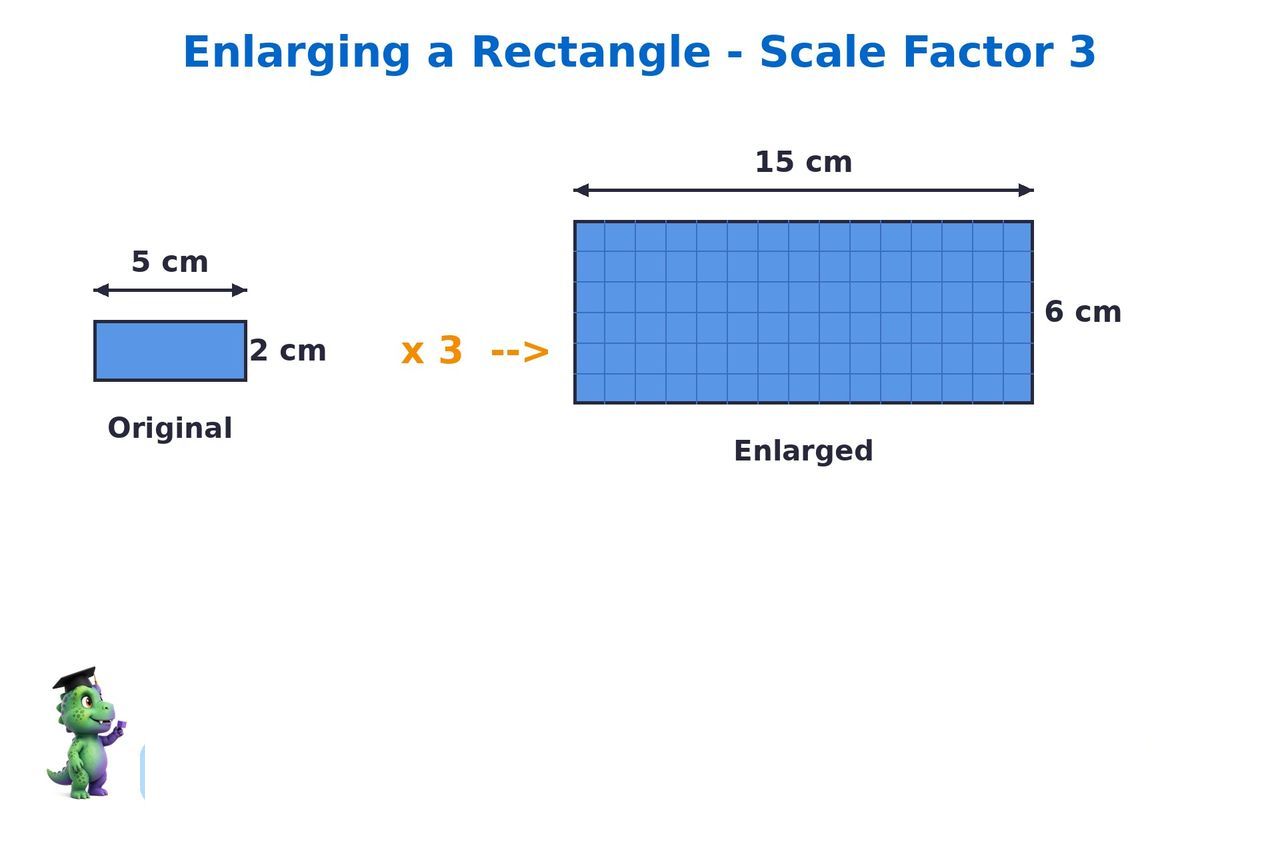 Enlarging a Rectangle - Scale Factor 3
15 cm
5 cm
6 cm
2 cm
x 3 -->
Original
Enlarged